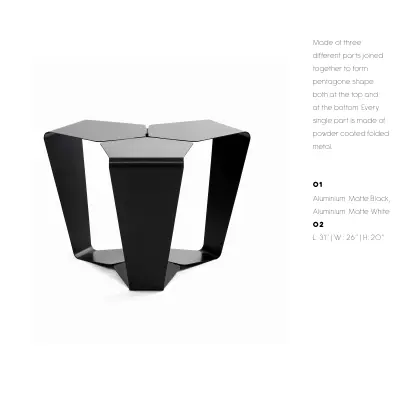 Made of three
different parts joined
together to form
pentagone shape
both at the top and
at the bottom. Every
single part is made of
powder coated folded
metal.
01
Aluminium: Matte Black,
Aluminium: Matte White
02
L: 31" | W : 26" | H: 20"